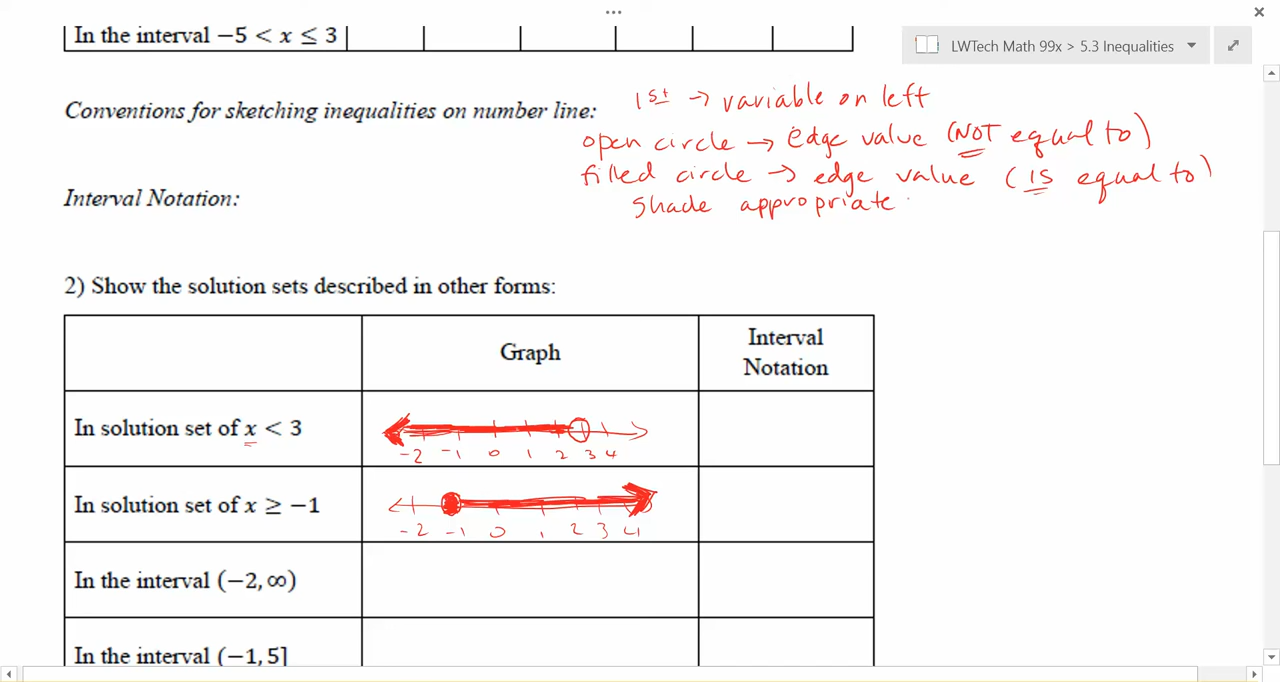 ...
In the interval −5 < x ≤ 3
LWTech Math 99x > 5.3 Inequalities
Conventions for sketching inequalities on number line:
1st → variable on left
open circle → edge value (NOT equal to)
filled circle → edge value (IS equal to)
shade appropriate
Interval Notation:
2) Show the solution sets described in other forms:
Graph
Interval
Notation
In solution set of x < 3
-2 -1 0 1 2 3 4
In solution set of x ≥ −1
-2 -1 0 1 2 3 4
In the interval (−2, ∞)
In the interval (−1, 5]